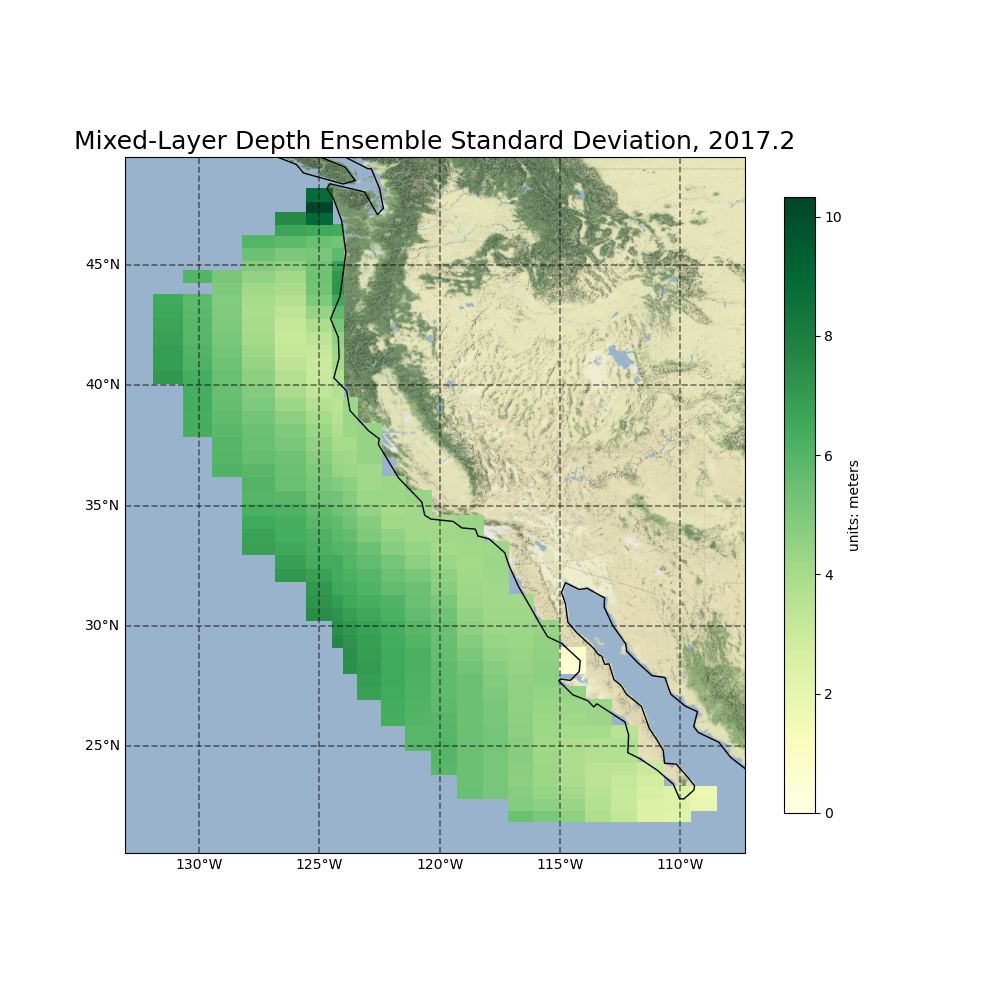 Mixed-Layer Depth Ensemble Standard Deviation, 2017.2
45°N
40°N
35°N
30°N
25°N
130°W
125°W
120°W
115°W
110°W
10
8
6
4
2
0
units: meters